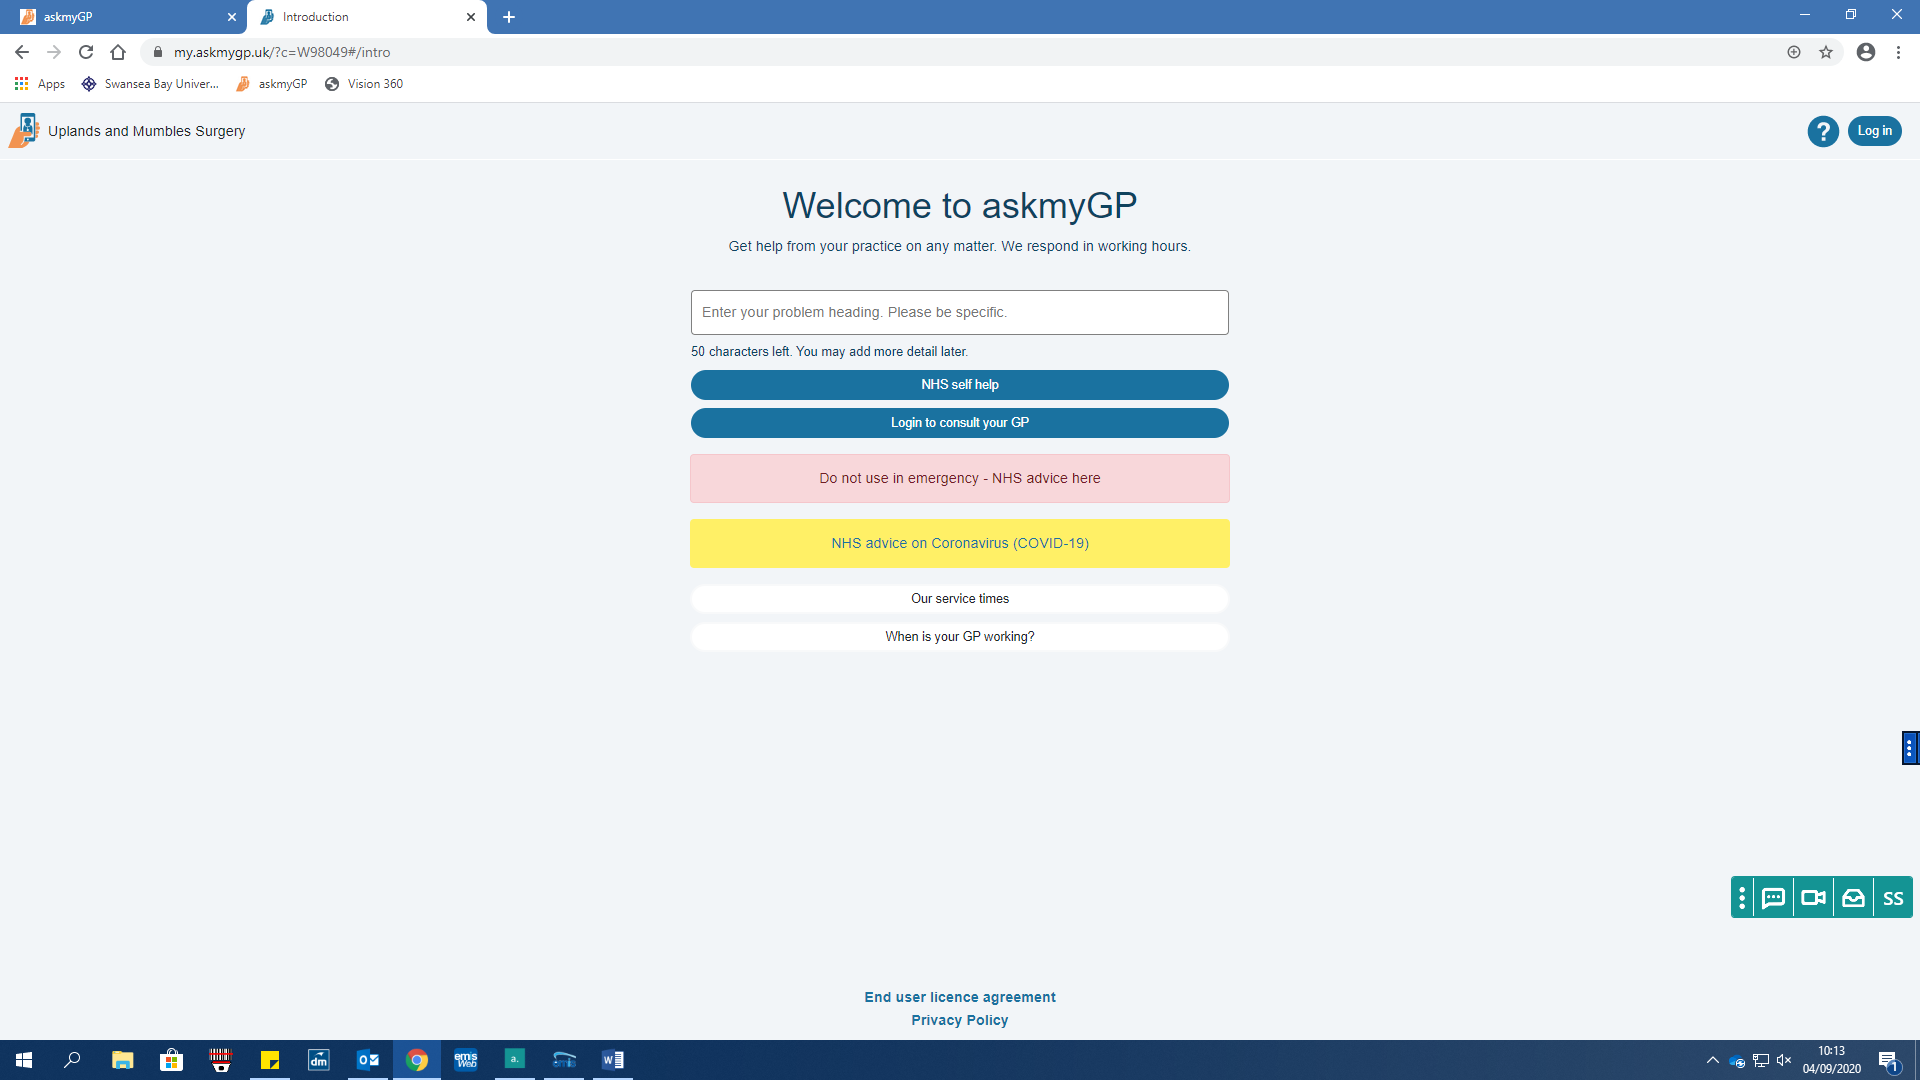 askmyGP
Introduction
my.askmygp.uk/?c=W98049#/intro
Apps
Swansea Bay Univer...
askmyGP
Vision 360
Uplands and Mumbles Surgery
?
Log in
Welcome to askmyGP
Get help from your practice on any matter. We respond in working hours.
Enter your problem heading. Please be specific.
50 characters left. You may add more detail later.
NHS self help
Login to consult your GP
Do not use in emergency - NHS advice here
NHS advice on Coronavirus (COVID-19)
Our service times
When is your GP working?
SS
End user licence agreement
Privacy Policy
dm
emis
Web
a.
10:13
04/09/2020
1